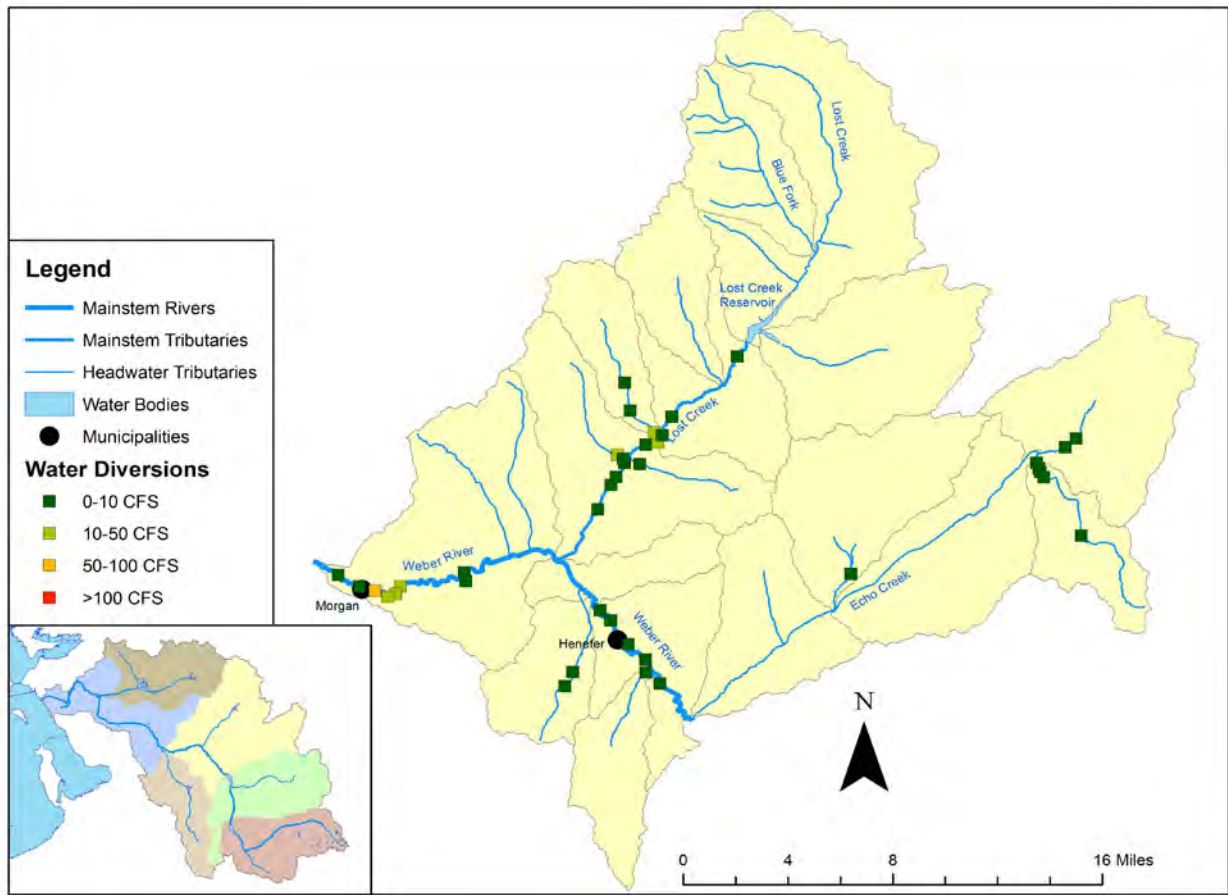 Lost Creek
Blue Fork
Lost Creek
Reservoir
Lost Creek
Legend
Mainstem Rivers
Mainstem Tributaries
Headwater Tributaries
Water Bodies
Municipalities
Water Diversions
0-10 CFS
10-50 CFS
50-100 CFS
>100 CFS
Weber River
Morgan
Henefer
Weber River
Echo Creek
N
0 4 8 16 Miles